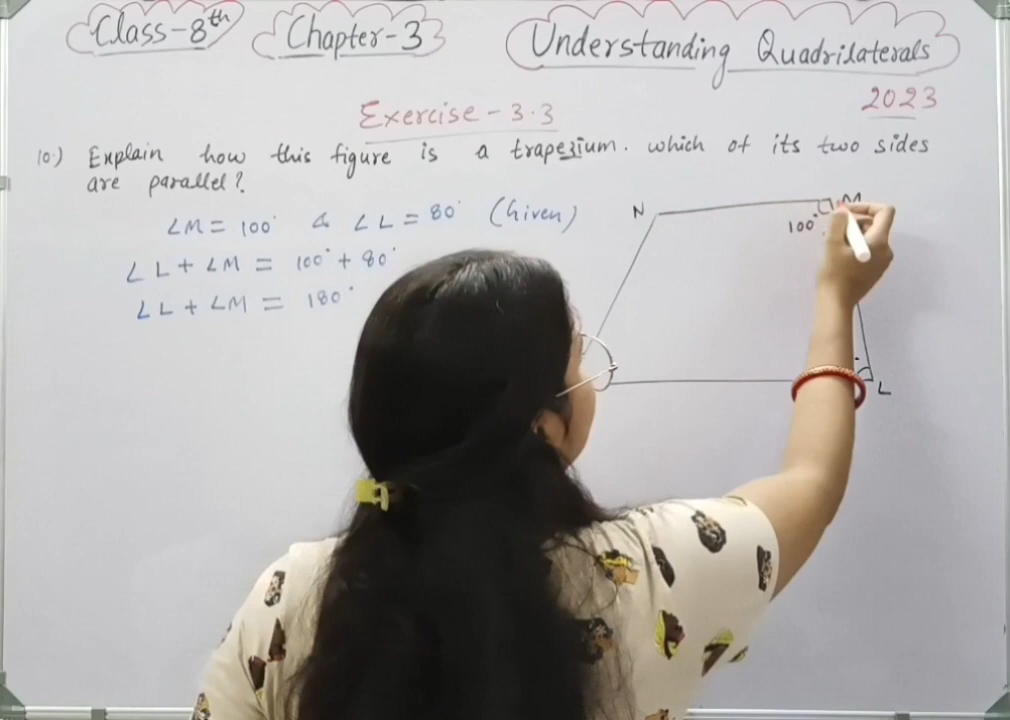 Class-8th Chapter-3 Understanding Quadrilaterals
2023
Exercise-3.3
10.) Explain how this figure is a trapezium. which of its two sides
are parallel?
∠M = 100° & ∠L = 80° (Given)
∠L + ∠M = 100° + 80°
∠L + ∠M = 180°
N
M
100°
L